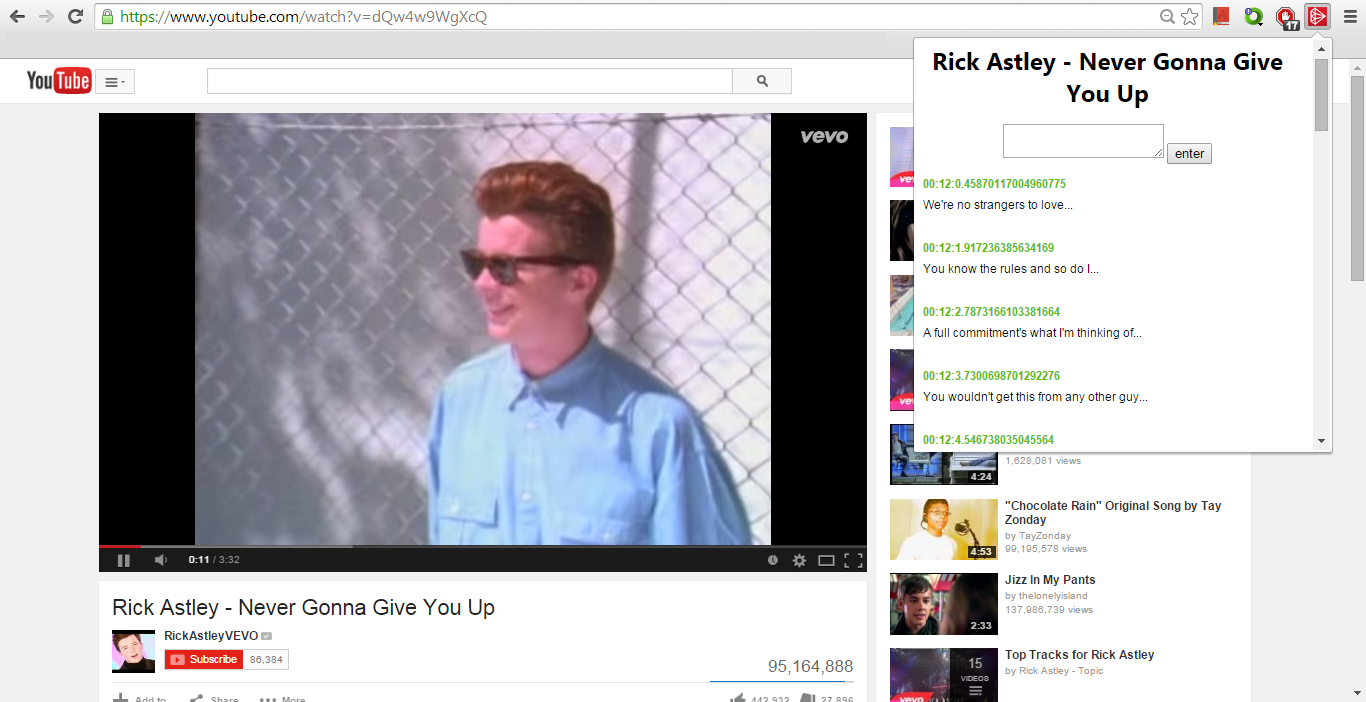 https://www.youtube.com/watch?v=dQw4w9WgXcQ
17
YouTube
vevo
0:11 / 3:32
Rick Astley - Never Gonna Give You Up
RickAstleyVEVO
Subscribe 86,384
95,164,888
Add to Share More
442,932 27,896
Rick Astley - Never Gonna Give
You Up
enter
00:12:0.45870117004960775
We're no strangers to love...
00:12:1.917236385634169
You know the rules and so do I...
00:12:2.7873166103381664
A full commitment's what I'm thinking of...
00:12:3.7300698701292276
You wouldn't get this from any other guy...
00:12:4.546738035045564
1,628,081 views
4:24
"Chocolate Rain" Original Song by Tay
Zonday
by TayZonday
99,195,578 views
4:53
Jizz In My Pants
by thelonelyisland
137,986,739 views
2:33
Top Tracks for Rick Astley
by Rick Astley - Topic
15
VIDEOS
vevo